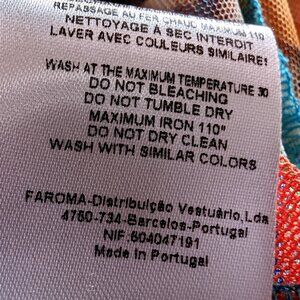 REPASSAGE AU FER CHAUD MAXIMUM 110
NETTOYAGE À SEC INTERDIT
LAVER AVEC COULEURS SIMILAIRE!
WASH AT THE MAXIMUM TEMPERATURE 30
DO NOT BLEACHING
DO NOT TUMBLE DRY
MAXIMUM IRON 110°
DO NOT DRY CLEAN
WASH WITH SIMILAR COLORS
FAROMA-Distribuição Vestuário,Lda
4750-734-Barcelos-Portugal
NIF:504047191
Made in Portugal